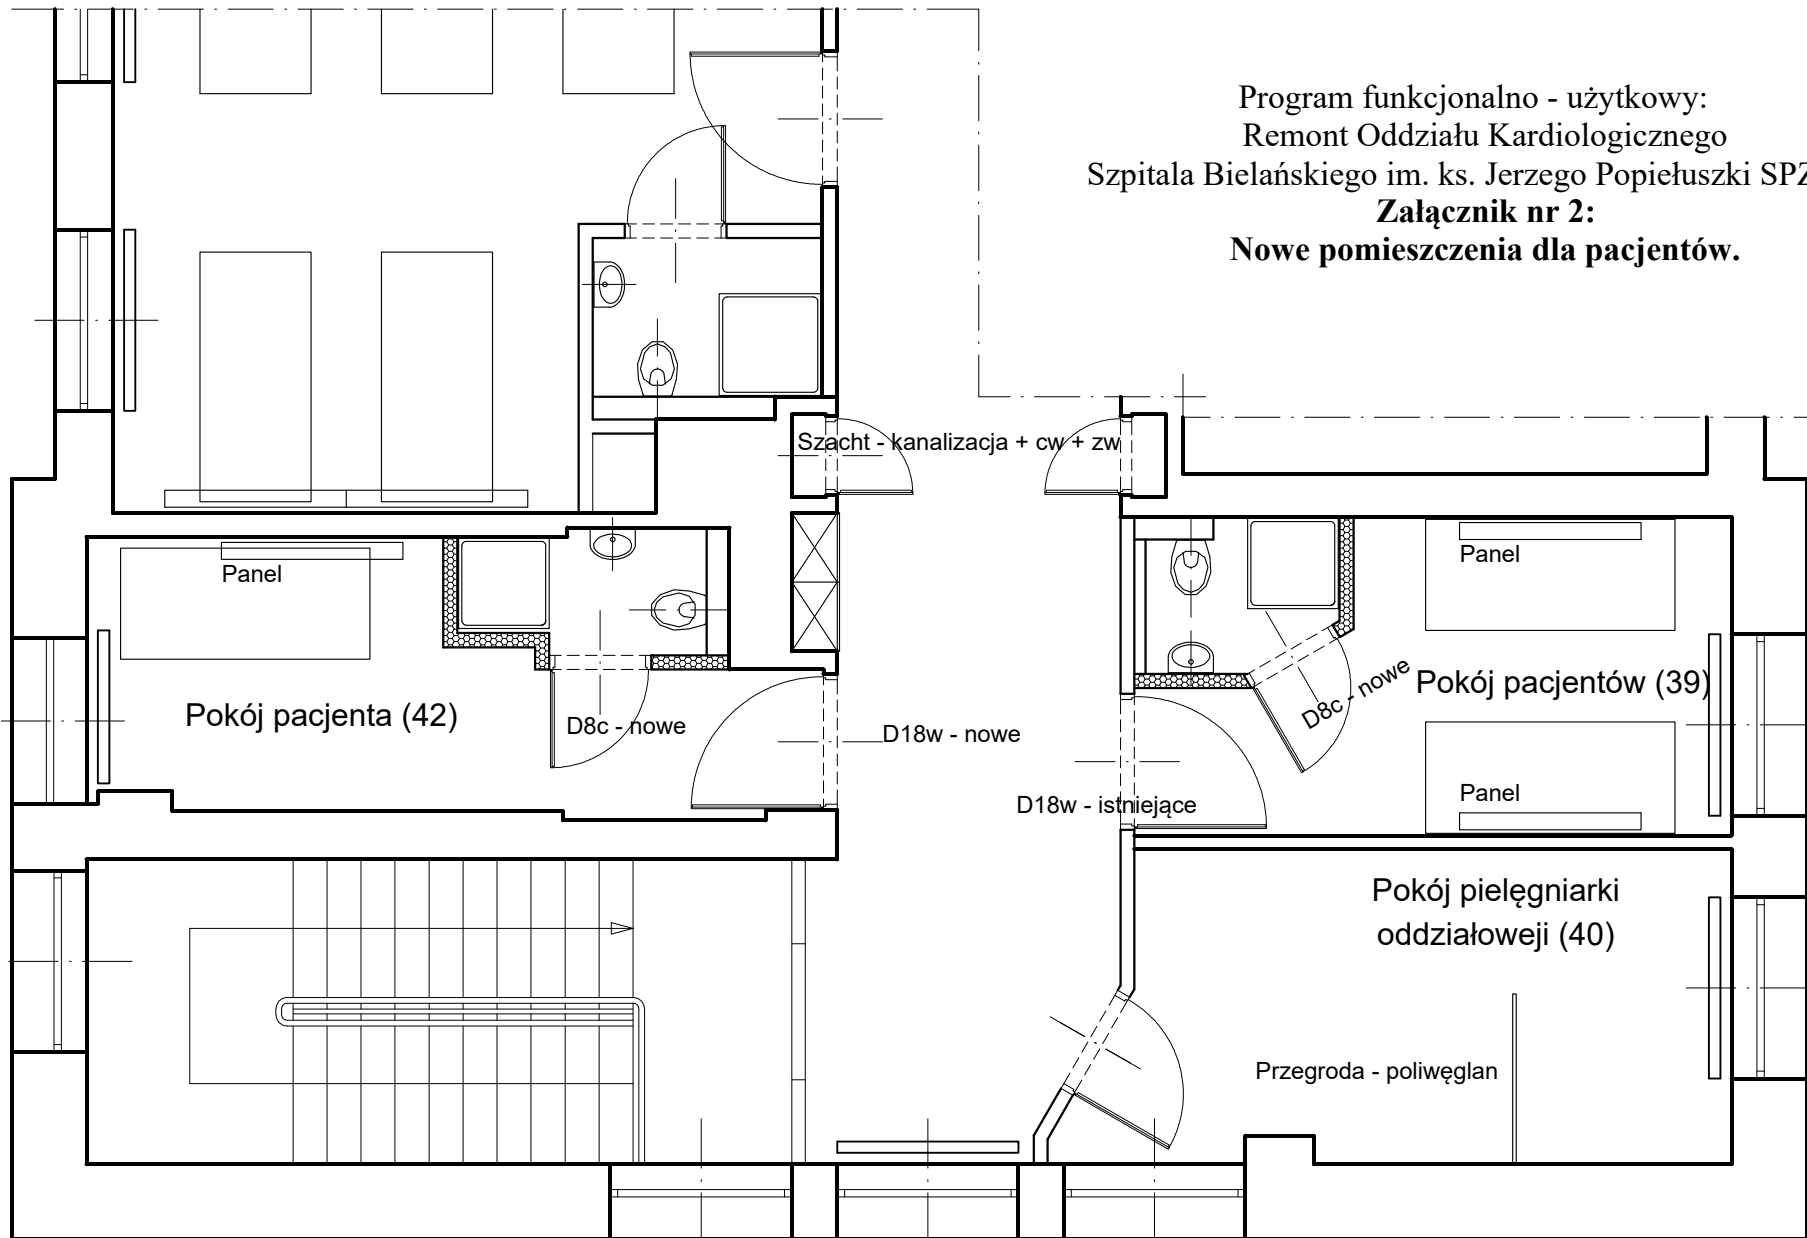 Program funkcjonalno - użytkowy:
Remont Oddziału Kardiologicznego
Szpitala Bielańskiego im. ks. Jerzego Popiełuszki
Załącznik nr 2:
Nowe pomieszczenia dla pacjentów.
Szacht - kanalizacja + cw + zw
Panel
Panel
Pokój pacjenta (42)
D8c - nowe
D18w - nowe
D8c - nowe
Pokój pacjentów (39)
D18w - istniejące
Panel
Pokój pielęgniarki
oddziałoweji (40)
Przegroda - poliwęglan